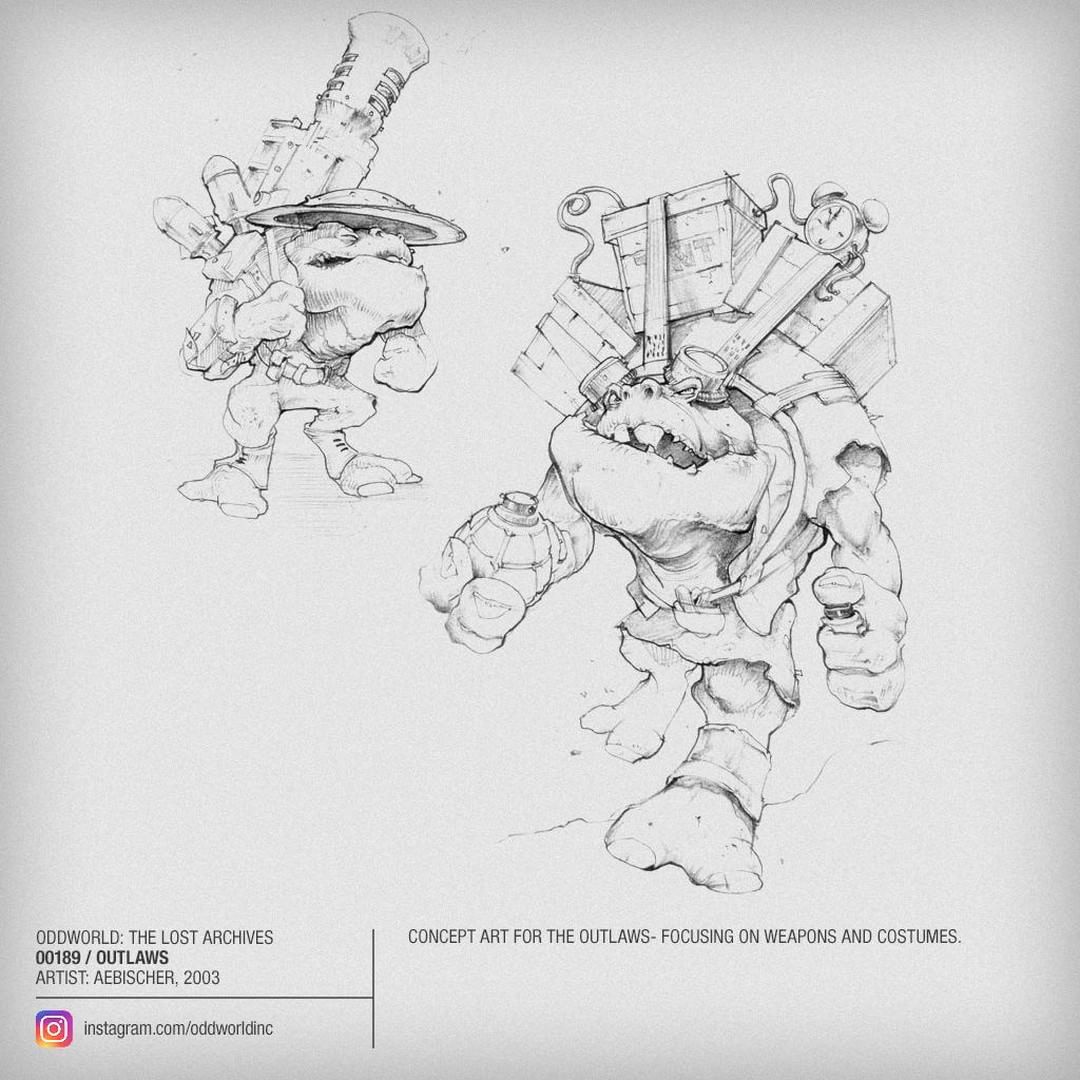 TNT
ODDWORLD: THE LOST ARCHIVES
00189 / OUTLAWS
ARTIST: AEBISCHER, 2003
instagram.com/oddworldinc
CONCEPT ART FOR THE OUTLAWS- FOCUSING ON WEAPONS AND COSTUMES.